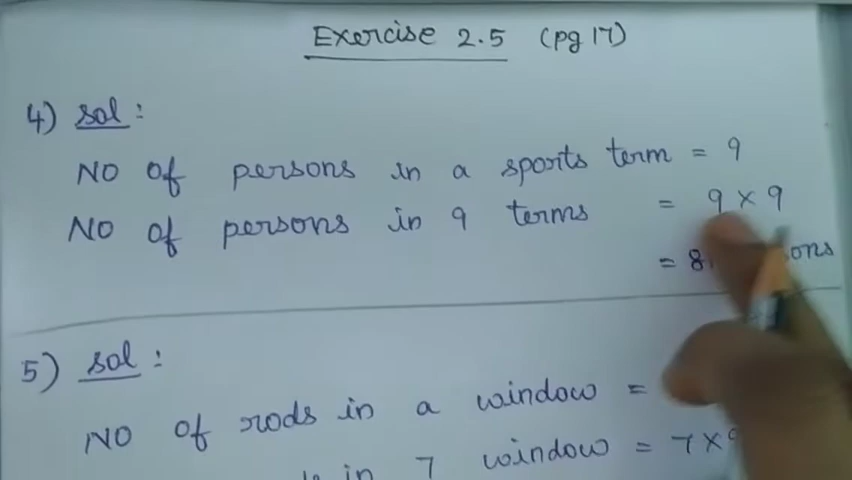 Exercise 2.5 (pg 17)
4) sol:
NO of persons in a sports term = 9
NO of persons in 9 terms = 9 × 9
= 8
5) sol:
NO of rods in a window =
in 7 window = 7×